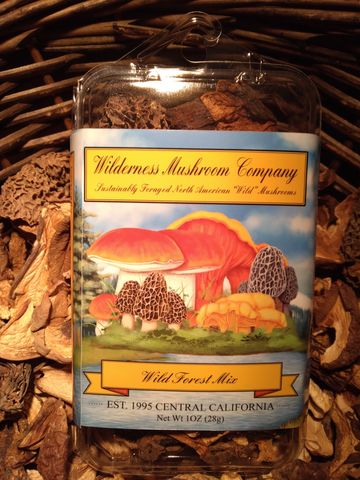 Wilderness Mushroom Company
Sustainably Foraged North American "Wild" Mushrooms
Wild Forest Mix
EST. 1995 CENTRAL CALIFORNIA
Net Wt 1OZ (28g)